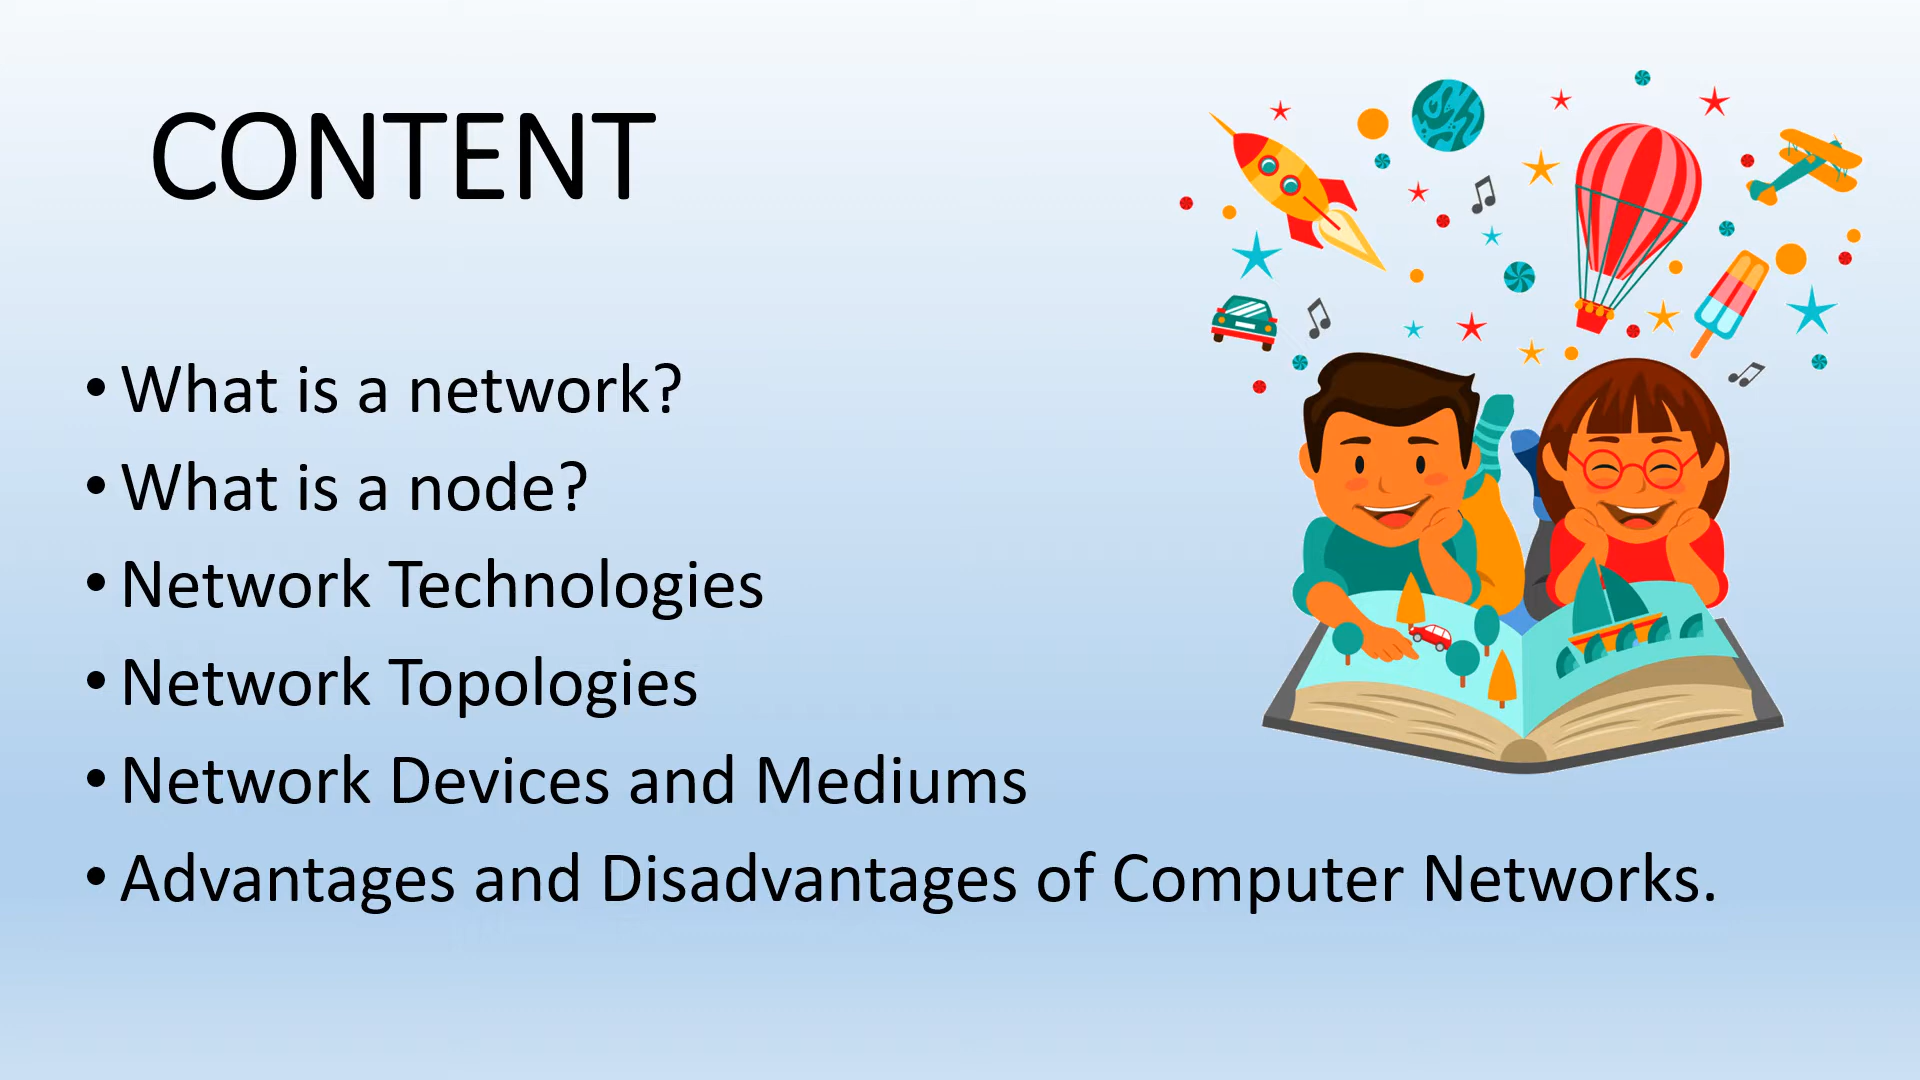 CONTENT
• What is a network?
• What is a node?
• Network Technologies
• Network Topologies
• Network Devices and Mediums
• Advantages and Disadvantages of Computer Networks.